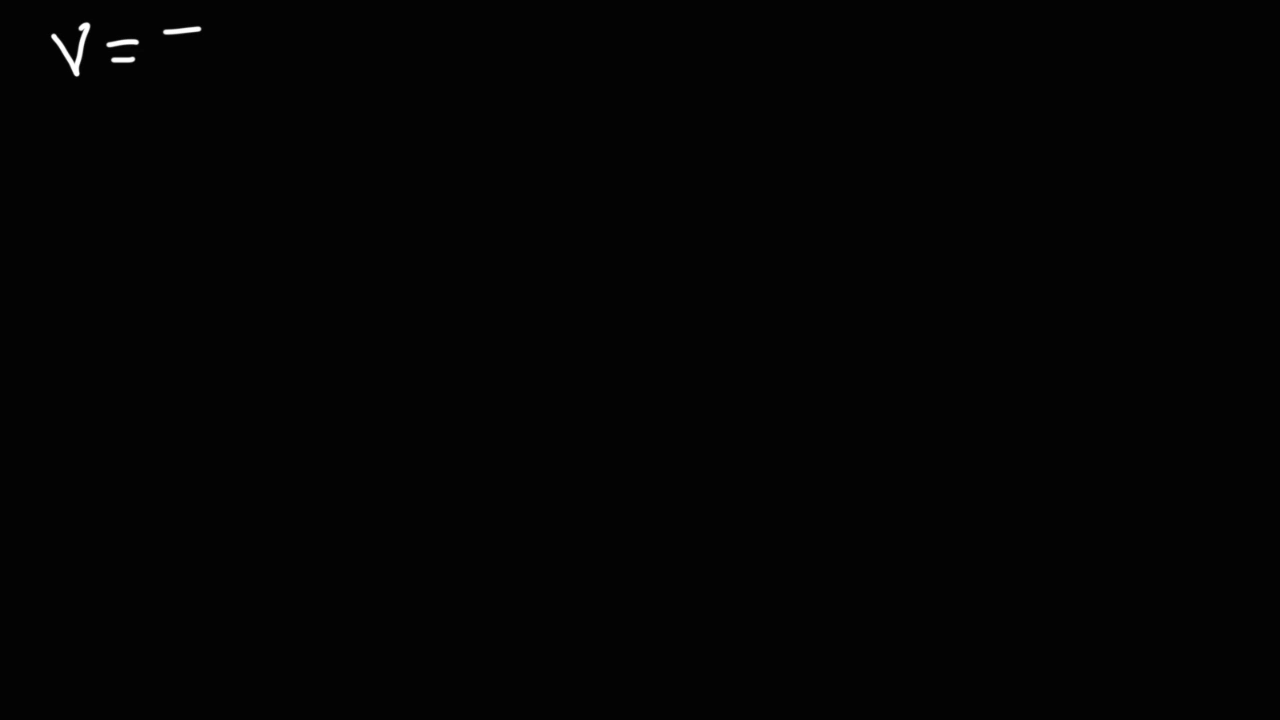 V = -